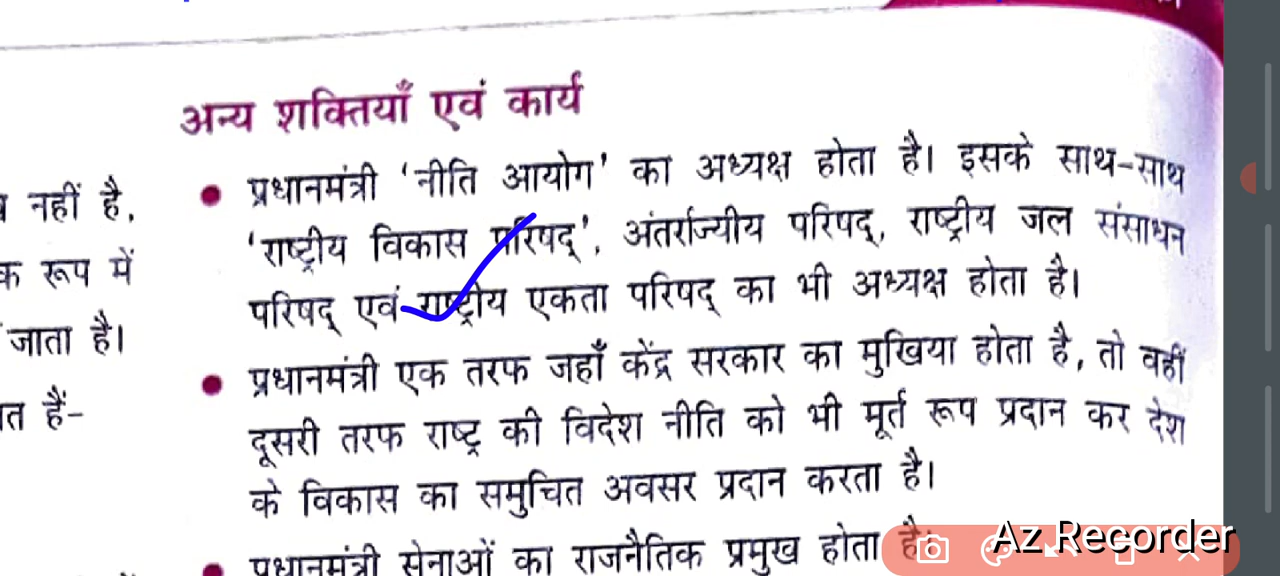 अन्य शक्तियाँ एवं कार्य
नहीं है,
● प्रधानमंत्री 'नीति आयोग' का अध्यक्ष होता है। इसके साथ-साथ
'राष्ट्रीय विकास परिषद्', अंतर्राज्यीय परिषद्, राष्ट्रीय जल संसाधन
रूप में
परिषद् एवं राष्ट्रीय एकता परिषद् का भी अध्यक्ष होता है।
जाता है।
● प्रधानमंत्री एक तरफ जहाँ केंद्र सरकार का मुखिया होता है, तो वहीं
हैं-
दूसरी तरफ राष्ट्र की विदेश नीति को भी मूर्त रूप प्रदान कर देश
के विकास का समुचित अवसर प्रदान करता है।
● प्रधानमंत्री सेनाओं का राजनैतिक प्रमुख होता है
Az Recorder